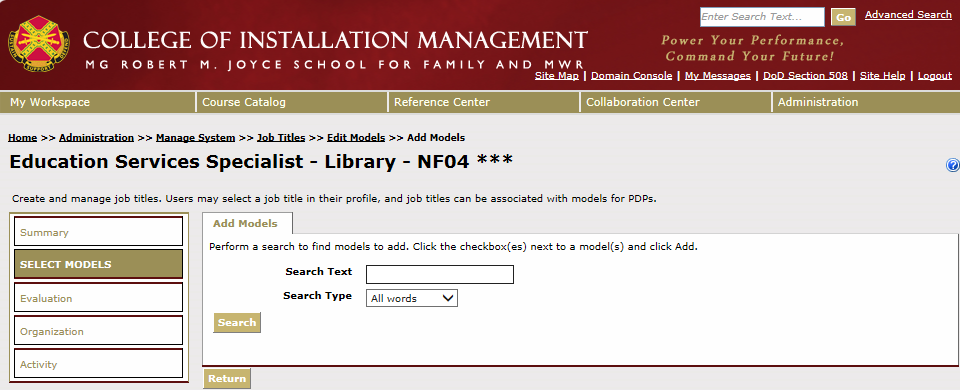 Enter Search Text... Go Advanced Search
COLLEGE OF INSTALLATION MANAGEMENT
MG ROBERT M. JOYCE SCHOOL FOR FAMILY AND MWR
Power Your Performance,
Command Your Future!
Site Map | Domain Console | My Messages | DoD Section 508 | Site Help | Logout
My Workspace Course Catalog Reference Center Collaboration Center Administration
Home >> Administration >> Manage System >> Job Titles >> Edit Models >> Add Models
Education Services Specialist - Library - NF04 ***
?
Create and manage job titles. Users may select a job title in their profile, and job titles can be associated with models for PDPs.
Summary
SELECT MODELS
Evaluation
Organization
Activity
Add Models
Perform a search to find models to add. Click the checkbox(es) next to a model(s) and click Add.
Search Text
Search Type All words
Search
Return